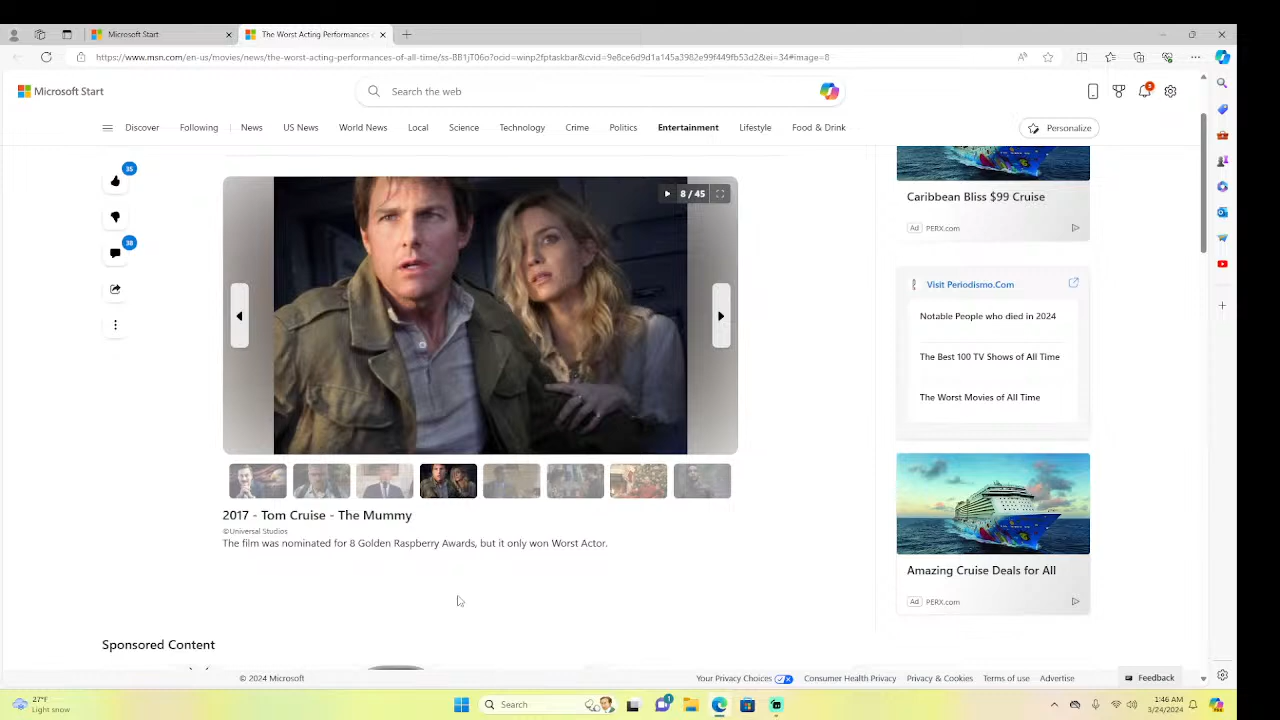 Microsoft Start
The Worst Acting Performances
https://www.msn.com/en-us/movies/news/the-worst-acting-performances-of-all-time/ss-BB1jT06o?ocid=winp2fptaskbar&cvid=9e8ce6d9d1a145a3982e99f449fb53d2&ei=34#image=8
Microsoft Start
Search the web
3
Discover
Following
News
US News
World News
Local
Science
Technology
Crime
Politics
Entertainment
Lifestyle
Food & Drink
Personalize
35
38
8 / 45
Caribbean Bliss $99 Cruise
Ad PERX.com
Visit Periodismo.Com
Notable People who died in 2024
The Best 100 TV Shows of All Time
The Worst Movies of All Time
2017 - Tom Cruise - The Mummy
©Universal Studios
The film was nominated for 8 Golden Raspberry Awards, but it only won Worst Actor.
Amazing Cruise Deals for All
Ad PERX.com
Sponsored Content
© 2024 Microsoft
Your Privacy Choices
Consumer Health Privacy
Privacy & Cookies
Terms of use
Advertise
Feedback
27°F
Light snow
Search
1
1:46 AM
3/24/2024